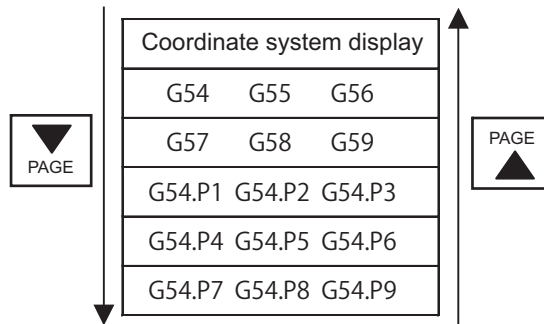 Coordinate system display
G54 G55 G56
G57 G58 G59
G54.P1 G54.P2 G54.P3
G54.P4 G54.P5 G54.P6
G54.P7 G54.P8 G54.P9
PAGE
PAGE